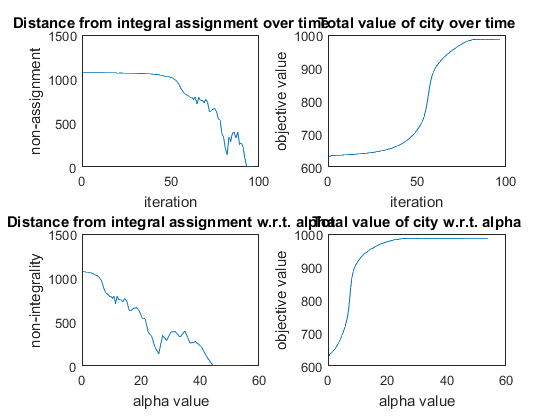 Distance from integral assignment over time
1500
1000
500
0
non-assignment
0 50 100
iteration
Total value of city over time
1000
900
800
700
600
objective value
0 50 100
iteration
Distance from integral assignment w.r.t. alpha
1500
1000
500
0
non-integrality
0 20 40 60
alpha value
Total value of city w.r.t. alpha
1000
900
800
700
600
objective value
0 20 40 60
alpha value